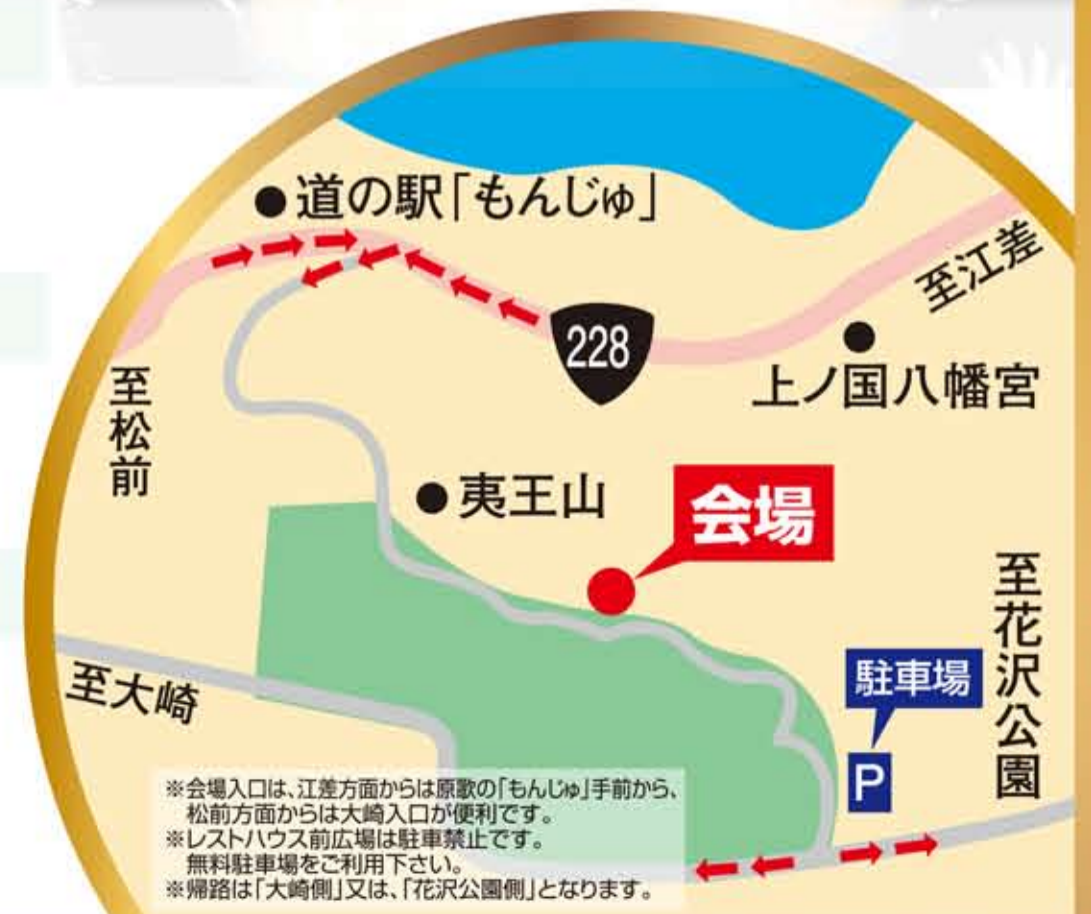 道の駅「もんじゅ」
至江差
228
上ノ国八幡宮
至松前
夷王山
会場
至花沢公園
駐車場
P
至大崎
※会場入口は、江差方面からは原歌の「もんじゅ」手前から、
松前方面からは大崎入口が便利です。
※レストハウス前広場は駐車禁止です。
無料駐車場をご利用下さい。
※帰路は「大崎側」又は、「花沢公園側」となります。